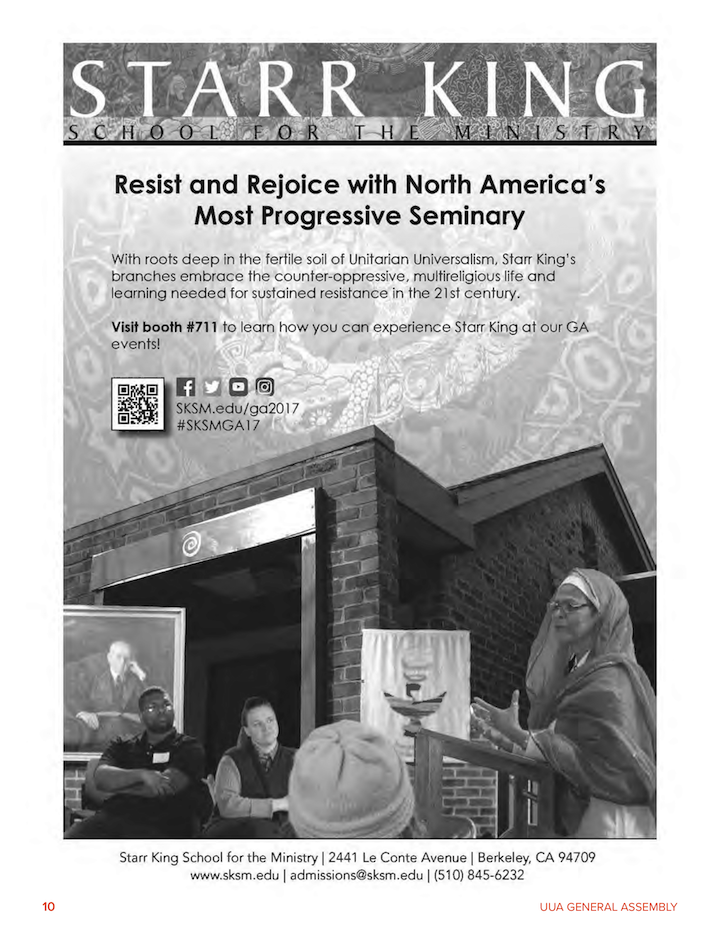 STARR KING
SCHOOL FOR THE MINISTRY
Resist and Rejoice with North America's
Most Progressive Seminary
With roots deep in the fertile soil of Unitarian Universalism, Starr King's
branches embrace the counter-oppressive, multireligious life and
learning needed for sustained resistance in the 21st century.
Visit booth #711 to learn how you can experience Starr King at our GA
events!
SKSM.edu/ga2017
#SKSMGA17
Starr King School for the Ministry | 2441 Le Conte Avenue | Berkeley, CA 94709
www.sksm.edu | admissions@sksm.edu | (510) 845-6232
10
UUA GENERAL ASSEMBLY